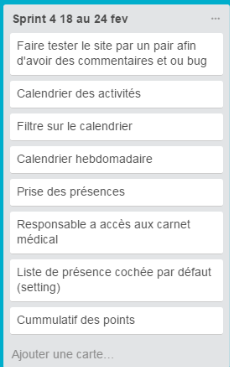 Sprint 4 18 au 24 fev ...
Faire tester le site par un pair afin
d'avoir des commentaires et ou bug
Calendrier des activités
Filtre sur le calendrier
Calendrier hebdomadaire
Prise des présences
Responsable a accès aux carnet
médical
Liste de présence cochée par défaut
(setting)
Cummulatif des points
Ajouter une carte...